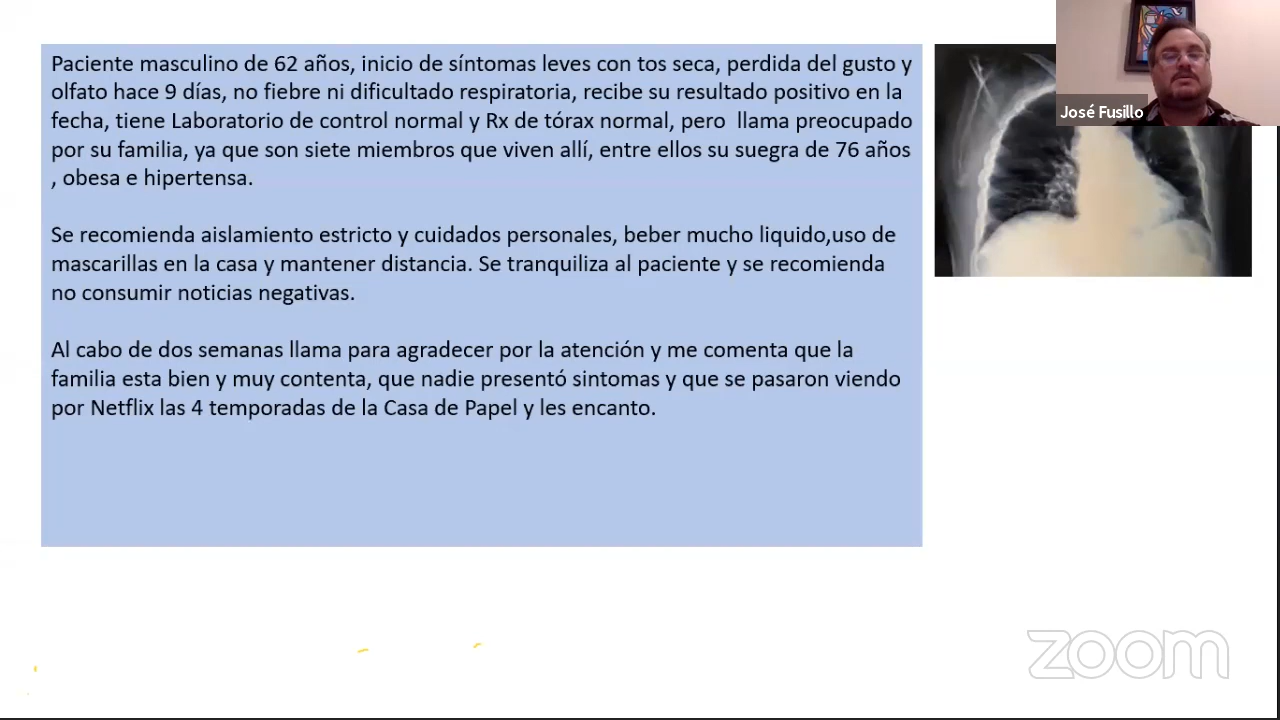 Paciente masculino de 62 años, inicio de síntomas leves con tos seca, perdida del gusto y
olfato hace 9 días, no fiebre ni dificultado respiratoria, recibe su resultado positivo en la
fecha, tiene Laboratorio de control normal y Rx de tórax normal, pero llama preocupado
por su familia, ya que son siete miembros que viven allí, entre ellos su suegra de 76 años
, obesa e hipertensa.
Se recomienda aislamiento estricto y cuidados personales, beber mucho liquido,uso de
mascarillas en la casa y mantener distancia. Se tranquiliza al paciente y se recomienda
no consumir noticias negativas.
Al cabo de dos semanas llama para agradecer por la atención y me comenta que la
familia esta bien y muy contenta, que nadie presentó sintomas y que se pasaron viendo
por Netflix las 4 temporadas de la Casa de Papel y les encanto.
José Fusillo
zoom